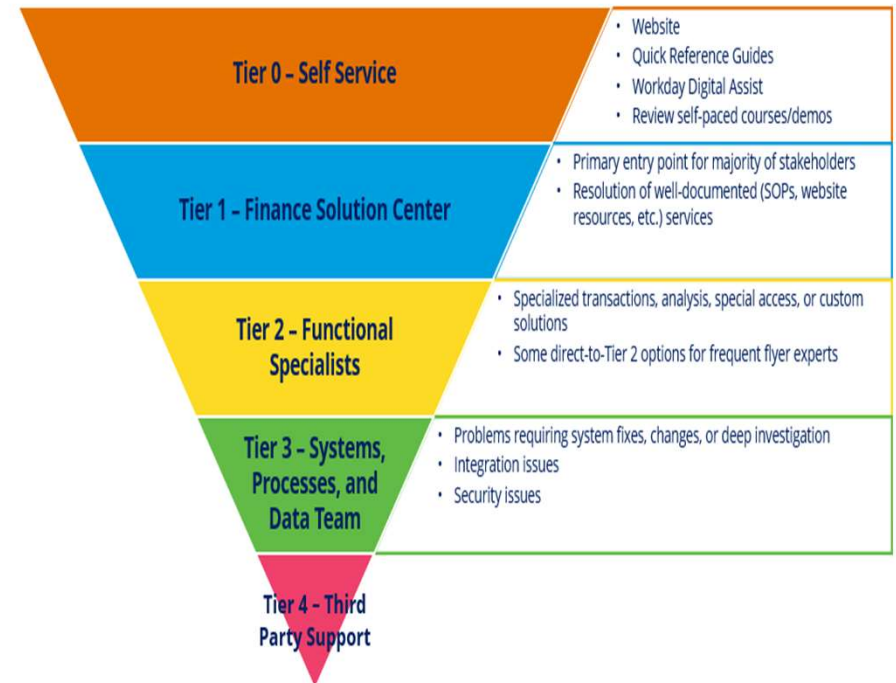 Tier 0 – Self Service
• Website
• Quick Reference Guides
• Workday Digital Assist
• Review self-paced courses/demos
Tier 1 – Finance Solution Center
• Primary entry point for majority of stakeholders
• Resolution of well-documented (SOPs, website
resources, etc.) services
Tier 2 – Functional
Specialists
• Specialized transactions, analysis, special access, or custom
solutions
• Some direct-to-Tier 2 options for frequent flyer experts
Tier 3 – Systems,
Processes, and
Data Team
• Problems requiring system fixes, changes, or deep investigation
• Integration issues
• Security issues
Tier 4 – Third
Party Support